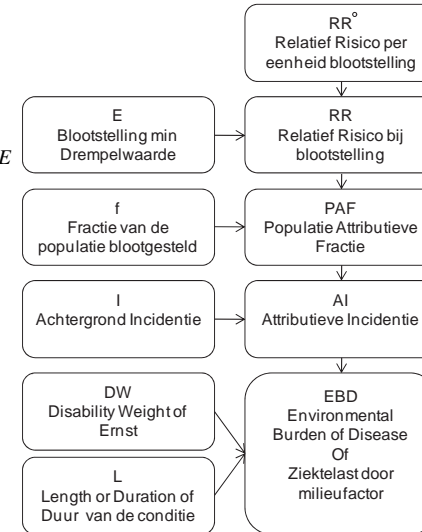 RR°
Relatief Risico per
eenheid blootstelling
E
Blootstelling min
Drempelwaarde
E
RR
Relatief Risico bij
blootstelling
f
Fractie van de
populatie blootgesteld
PAF
Populatie Attributieve
Fractie
I
Achtergrond Incidentie
AI
Attributieve Incidentie
DW
Disability Weight of
Ernst
L
Length or Duration of
Duur van de conditie
EBD
Environmental
Burden of Disease
Of
Ziektelast door
milieufactor